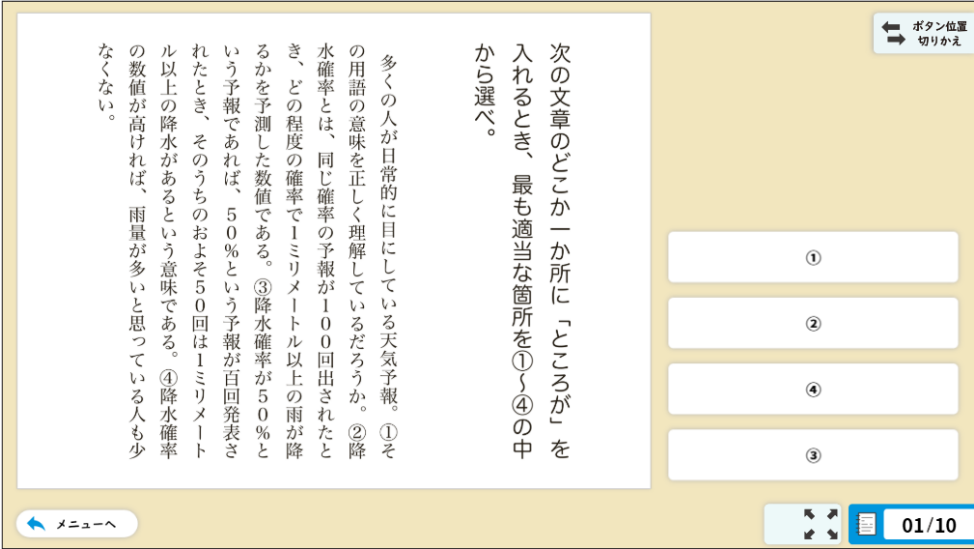 次の文章のどこか一か所に「ところが」を
入れるとき、最も適当な箇所を①～④の中
から選べ。
多くの人が日常的に目にしている天気予報。①そ
の用語の意味を正しく理解しているだろうか。②降
水確率とは、同じ確率の予報が１００回出されたと
き、どの程度の確率で１ミリメートル以上の雨が降
るかを予測した数値である。③降水確率が５０％と
いう予報であれば、５０％という予報が百回発表さ
れたとき、そのうちのおよそ５０回は１ミリメート
ル以上の降水があるという意味である。④降水確率
の数値が高ければ、雨量が多いと思っている人も少
なくない。
ボタン位置
切りかえ
①
②
④
③
メニューへ
01/10